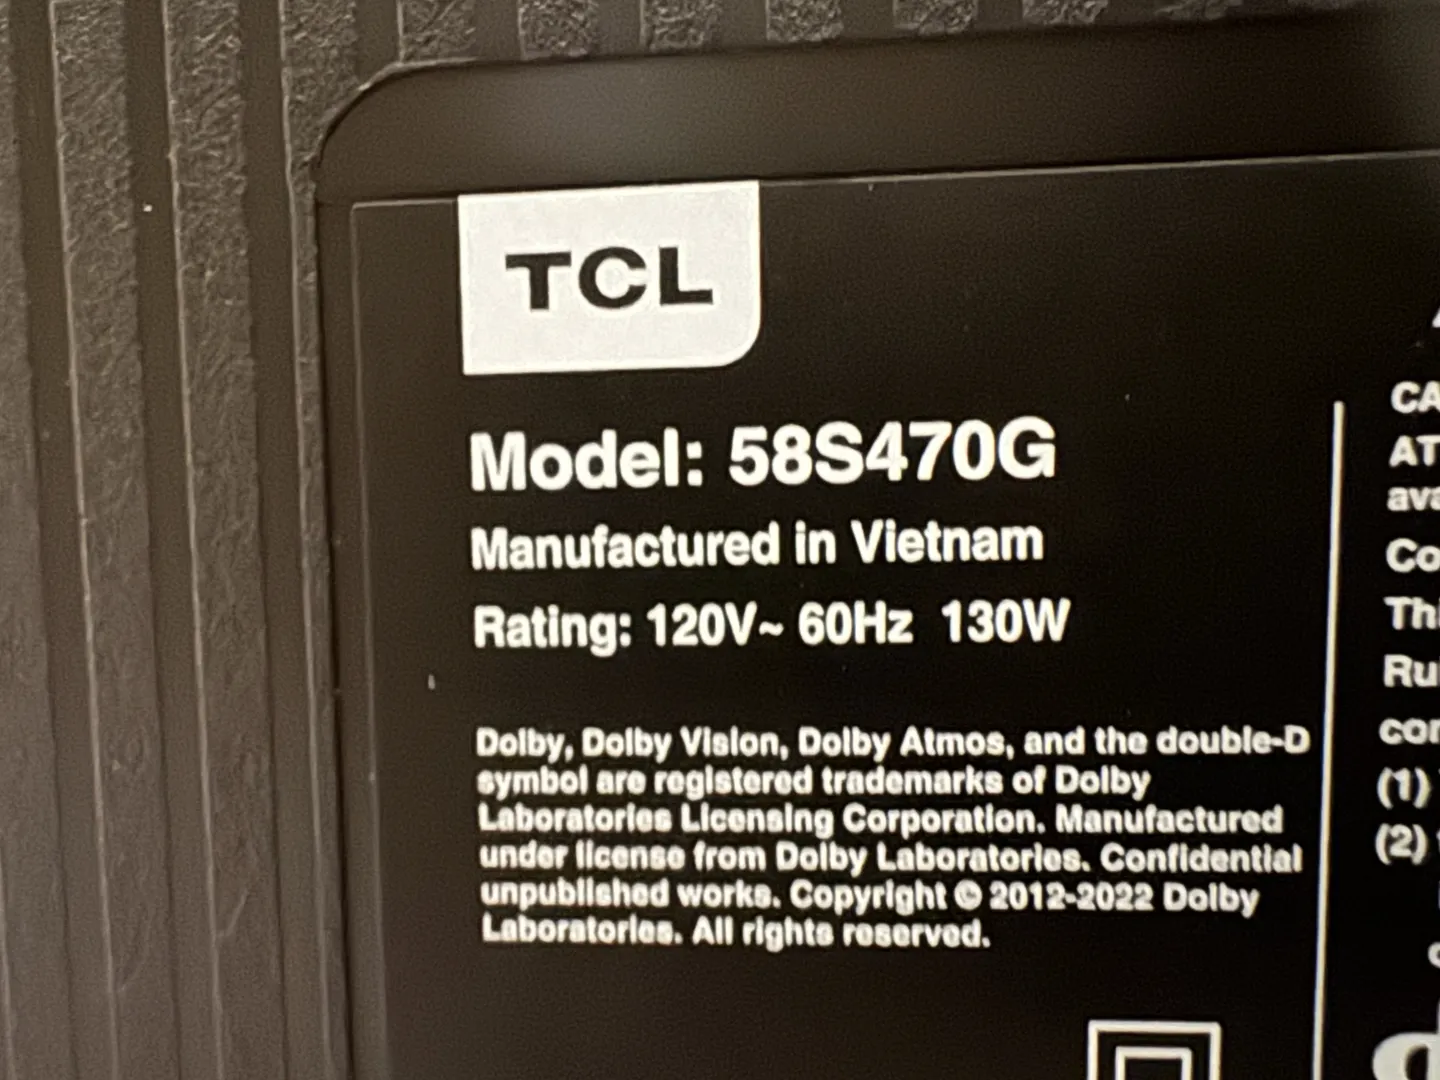 TCL
Model: 58S470G
Manufactured in Vietnam
Rating: 120V~ 60Hz 130W
Dolby, Dolby Vision, Dolby Atmos, and the double-D
symbol are registered trademarks of Dolby
Laboratories Licensing Corporation. Manufactured
under license from Dolby Laboratories. Confidential
unpublished works. Copyright © 2012-2022 Dolby
Laboratories. All rights reserved.
(1)
(2)